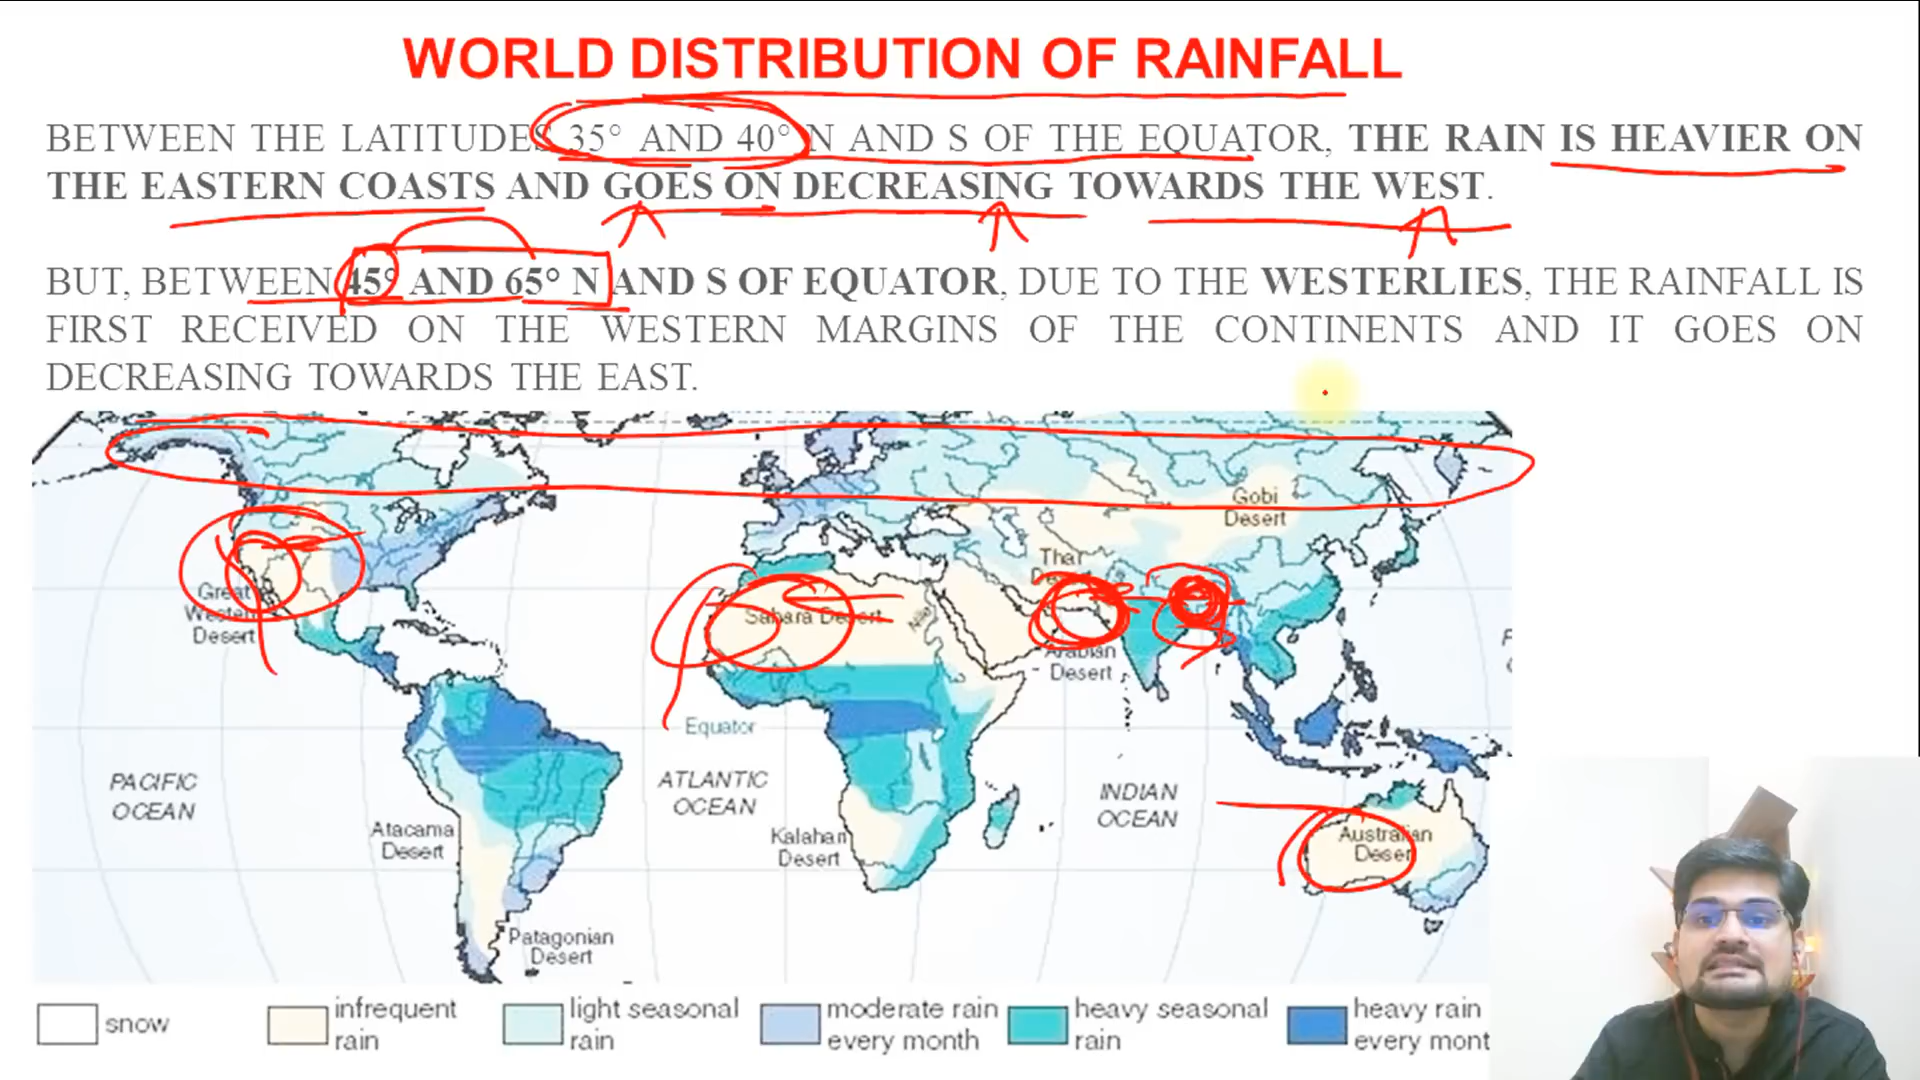 WORLD DISTRIBUTION OF RAINFALL
BETWEEN THE LATITUDES 35° AND 40° N AND S OF THE EQUATOR, THE RAIN IS HEAVIER ON
THE EASTERN COASTS AND GOES ON DECREASING TOWARDS THE WEST.
BUT, BETWEEN 45° AND 65° N AND S OF EQUATOR, DUE TO THE WESTERLIES, THE RAINFALL IS
FIRST RECEIVED ON THE WESTERN MARGINS OF THE CONTINENTS AND IT GOES ON
DECREASING TOWARDS THE EAST.
Gobi
Desert
Thar
Great
Western
Desert
Sahara Desert
Nile
Arabian
Desert
Equator
PACIFIC
OCEAN
ATLANTIC
OCEAN
INDIAN
OCEAN
Atacama
Desert
Kalahari
Desert
Australian
Desert
Patagonian
Desert
snow
infrequent
rain
light seasonal
rain
moderate rain
every month
heavy seasonal
rain
heavy rain
every mont